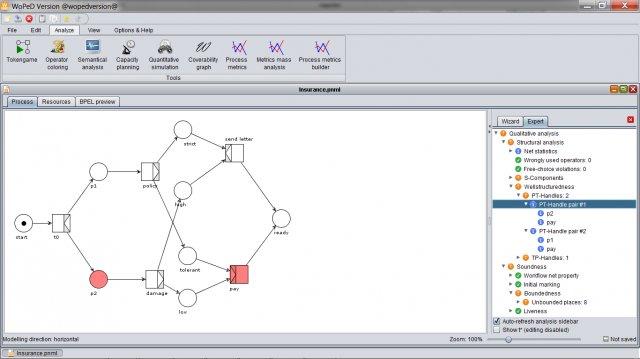 WoPeD Version @wopedversion@
File Edit Analyze View Options & Help
Tokengame
Operator coloring
Semantical analysis
Capacity planning
Quantitative simulation
Coverability graph
Process metrics
Metrics mass analysis
Process metrics builder
Tools
Insurance.pnml
Process Resources BPEL preview
strict
send letter
p1
policy
high
start
t0
ready
tolerant
p2
damage
pay
low
Modelling direction: horizontal
Zoom: 100%
Wizard Expert
Qualitative analysis
Structural analysis
Net statistics
Wrongly used operators: 0
Free-choice violations: 0
S-Components
Wellstructuredness
PT-Handles: 2
PT-Handle pair #1
p2
pay
PT-Handle pair #2
p1
pay
TP-Handles: 1
Soundness
Workflow net property
Initial marking
Boundedness
Unbounded places: 8
Liveness
Auto-refresh analysis sidebar
Show t* (editing disabled)
Not saved
Insurance.pnml